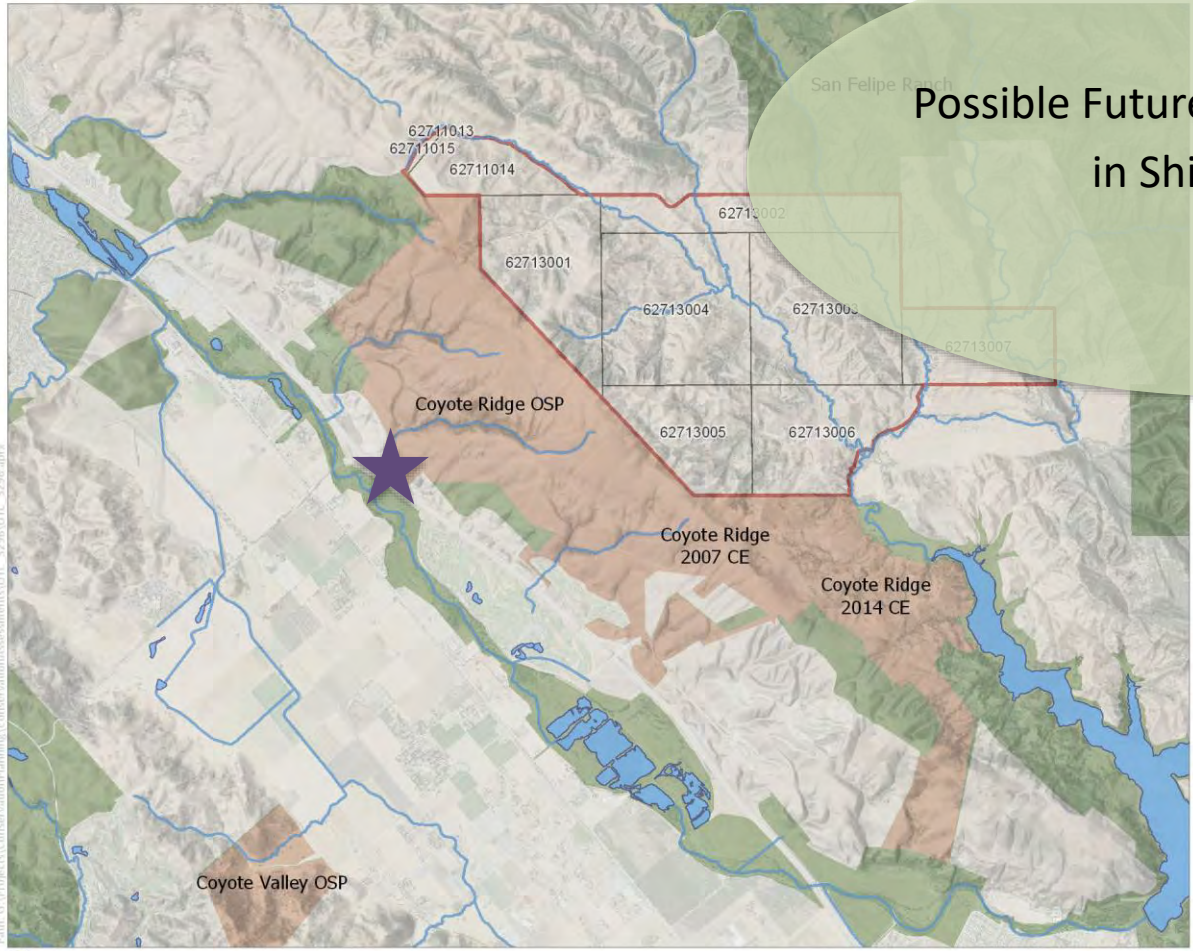 San Felipe Ranch
Possible Future
in Shi
62711013
62711015
62711014
62713002
62713001
62713004
62713003
62713007
Coyote Ridge OSP
62713005
62713006
Coyote Ridge
2007 CE
Coyote Ridge
2014 CE
Coyote Valley OSP